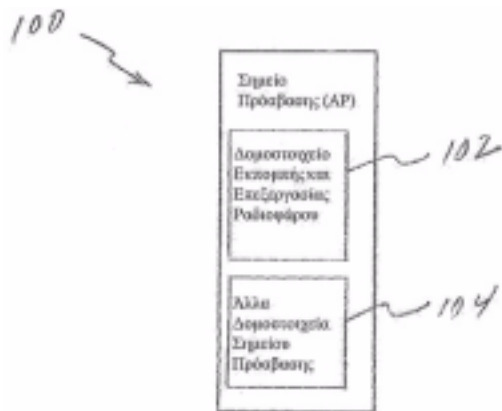 100
Σημείο
Πρόσβασης (AP)
Δομοστοιχείο
Εκπομπής και
Επεξεργασίας
Ραδιοφάρου
102
Άλλα
Δομοστοιχεία
Σημείου
Πρόσβασης
104